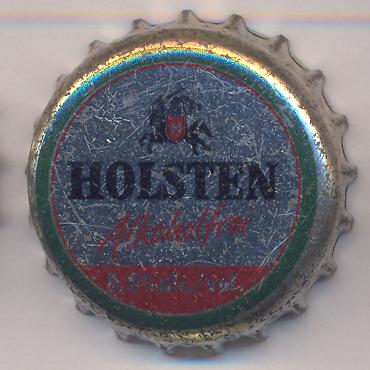 HOLSTEN
Alkoholfrei
0,5% alc./vol.